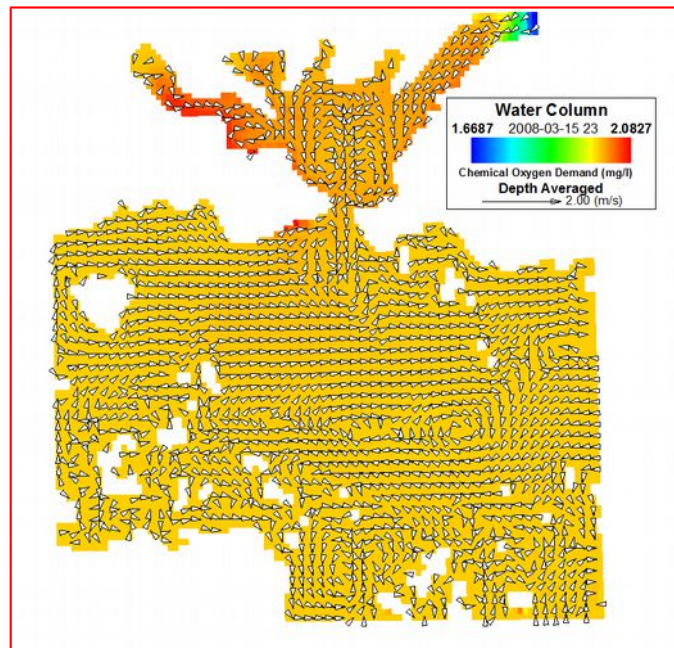 Water Column
1.6687 2008-03-15 23 2.0827
Chemical Oxygen Demand (mg/l)
Depth Averaged
2.00 (m/s)